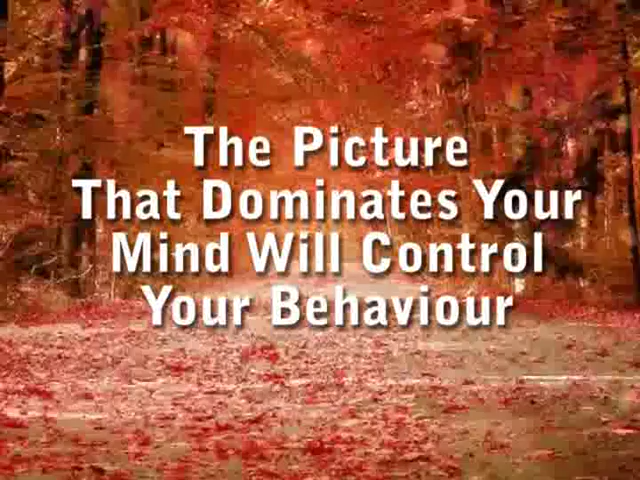 The Picture
That Dominates Your
Mind Will Control
Your Behaviour